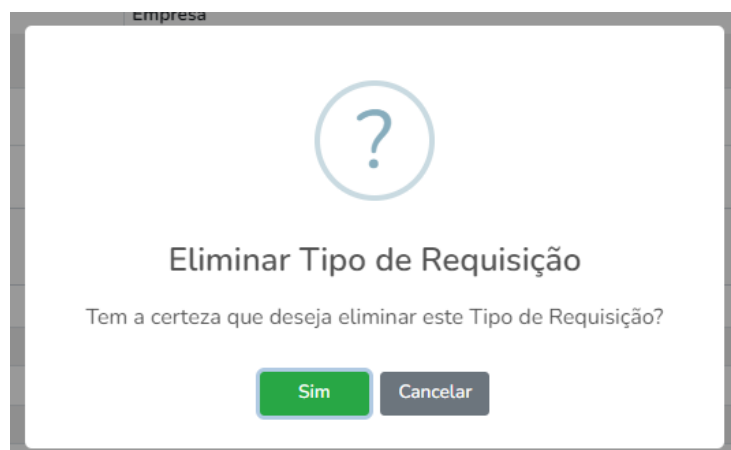 Empresa
?
Eliminar Tipo de Requisição
Tem a certeza que deseja eliminar este Tipo de Requisição?
Sim Cancelar